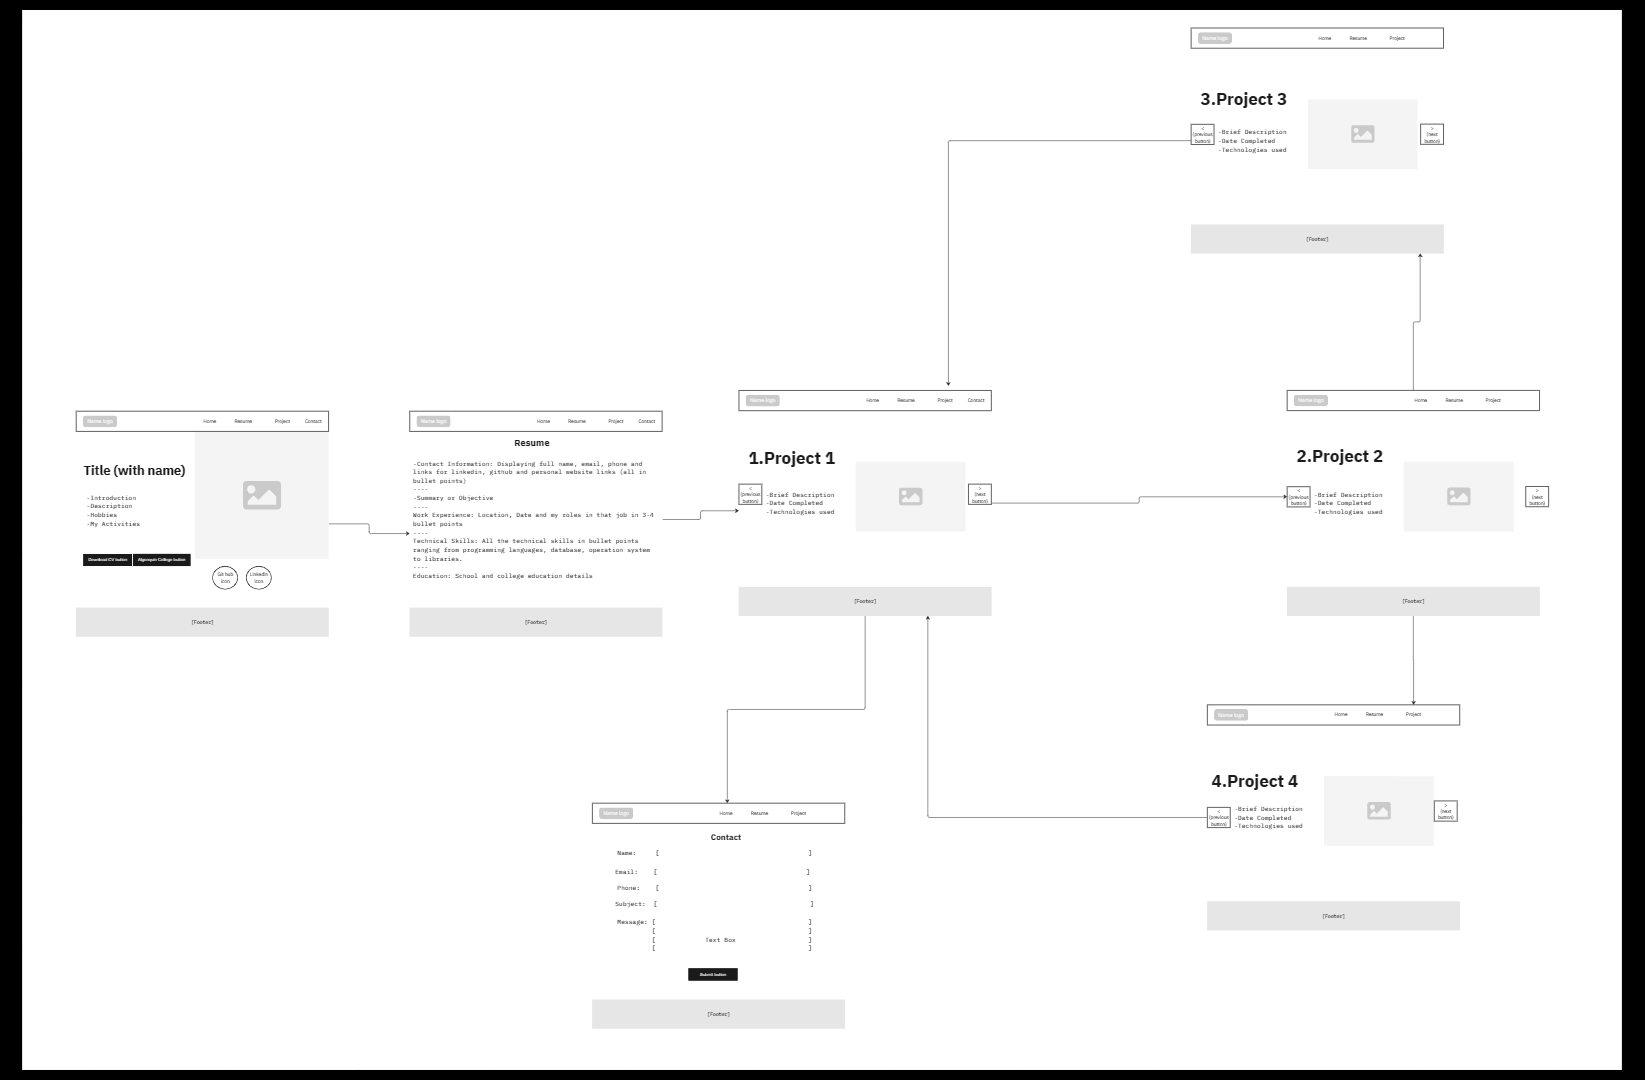 Name logo
Home Resume Project
3.Project 3
<
(previous
button)
-Brief Description
-Date Completed
-Technologies used
>
(next
button)
[Footer]
Name logo
Home Resume Project Contact
Title (with name)
-Introduction
-Description
-Hobbies
-My Activities
Download CV button
Algonquin College button
Git hub
icon
Linkedin
icon
[Footer]
Name logo
Home Resume Project Contact
Resume
-Contact Information: Displaying full name, email, phone and
links for linkedin, github and personal website links (all in
bullet points)
----
-Summary or Objective
----
Work Experience: Location, Date and my roles in that job in 3-4
bullet points
----
Technical Skills: All the technical skills in bullet points
ranging from programming languages, database, operation system
to libraries.
----
Education: School and college education details
[Footer]
Name logo
Home Resume Project Contact
1.Project 1
<
(previous
button)
-Brief Description
-Date Completed
-Technologies used
>
(next
button)
[Footer]
Name logo
Home Resume Project
2.Project 2
<
(previous
button)
-Brief Description
-Date Completed
-Technologies used
>
(next
button)
[Footer]
Name logo
Home Resume Project
4.Project 4
<
(previous
button)
-Brief Description
-Date Completed
-Technologies used
>
(next
button)
[Footer]
Name logo
Home Resume Project
Contact
Name: [ ]
Email: [ ]
Phone: [ ]
Subject: [ ]
Message: [ ]
[ ]
[ Text Box ]
[ ]
Submit button
[Footer]